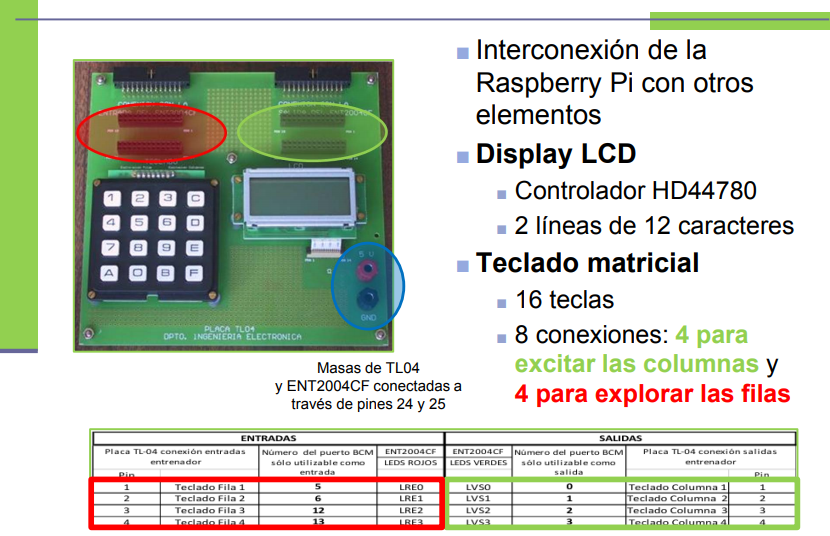 Interconexión de la
Raspberry Pi con otros
elementos
Display LCD
Controlador HD44780
2 líneas de 12 caracteres
Teclado matricial
16 teclas
8 conexiones: 4 para
excitar las columnas y
4 para explorar las filas
LCD
1 2 3 C
4 5 6 D
7 8 9 E
A 0 B F
5 V
GND
PLACA TL04
DPTO. INGENIERIA ELECTRONICA
Masas de TL04
y ENT2004CF conectadas a
través de pines 24 y 25
ENTRADAS SALIDAS
Placa TL-04 conexión entradas entrenador Número del puerto BCM sólo utilizable como entrada ENT2004CF ENT2004CF Número del puerto BCM sólo utilizable como salida Placa TL-04 conexión salidas entrenador
LEDS ROJOS LEDS VERDES
Pin Pin
1 Teclado Fila 1 5 LRE0 LVS0 0 Teclado Columna 1 1
2 Teclado Fila 2 6 LRE1 LVS1 1 Teclado Columna 2 2
3 Teclado Fila 3 12 LRE2 LVS2 2 Teclado Columna 3 3
4 Teclado Fila 4 13 LRE3 LVS3 3 Teclado Columna 4 4